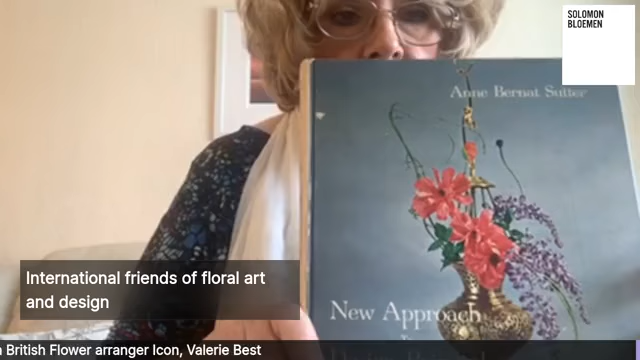 SOLOMON
BLOEMEN
Anne Bernat Sutter
New Approach
International friends of floral art
and design
British Flower arranger Icon, Valerie Best